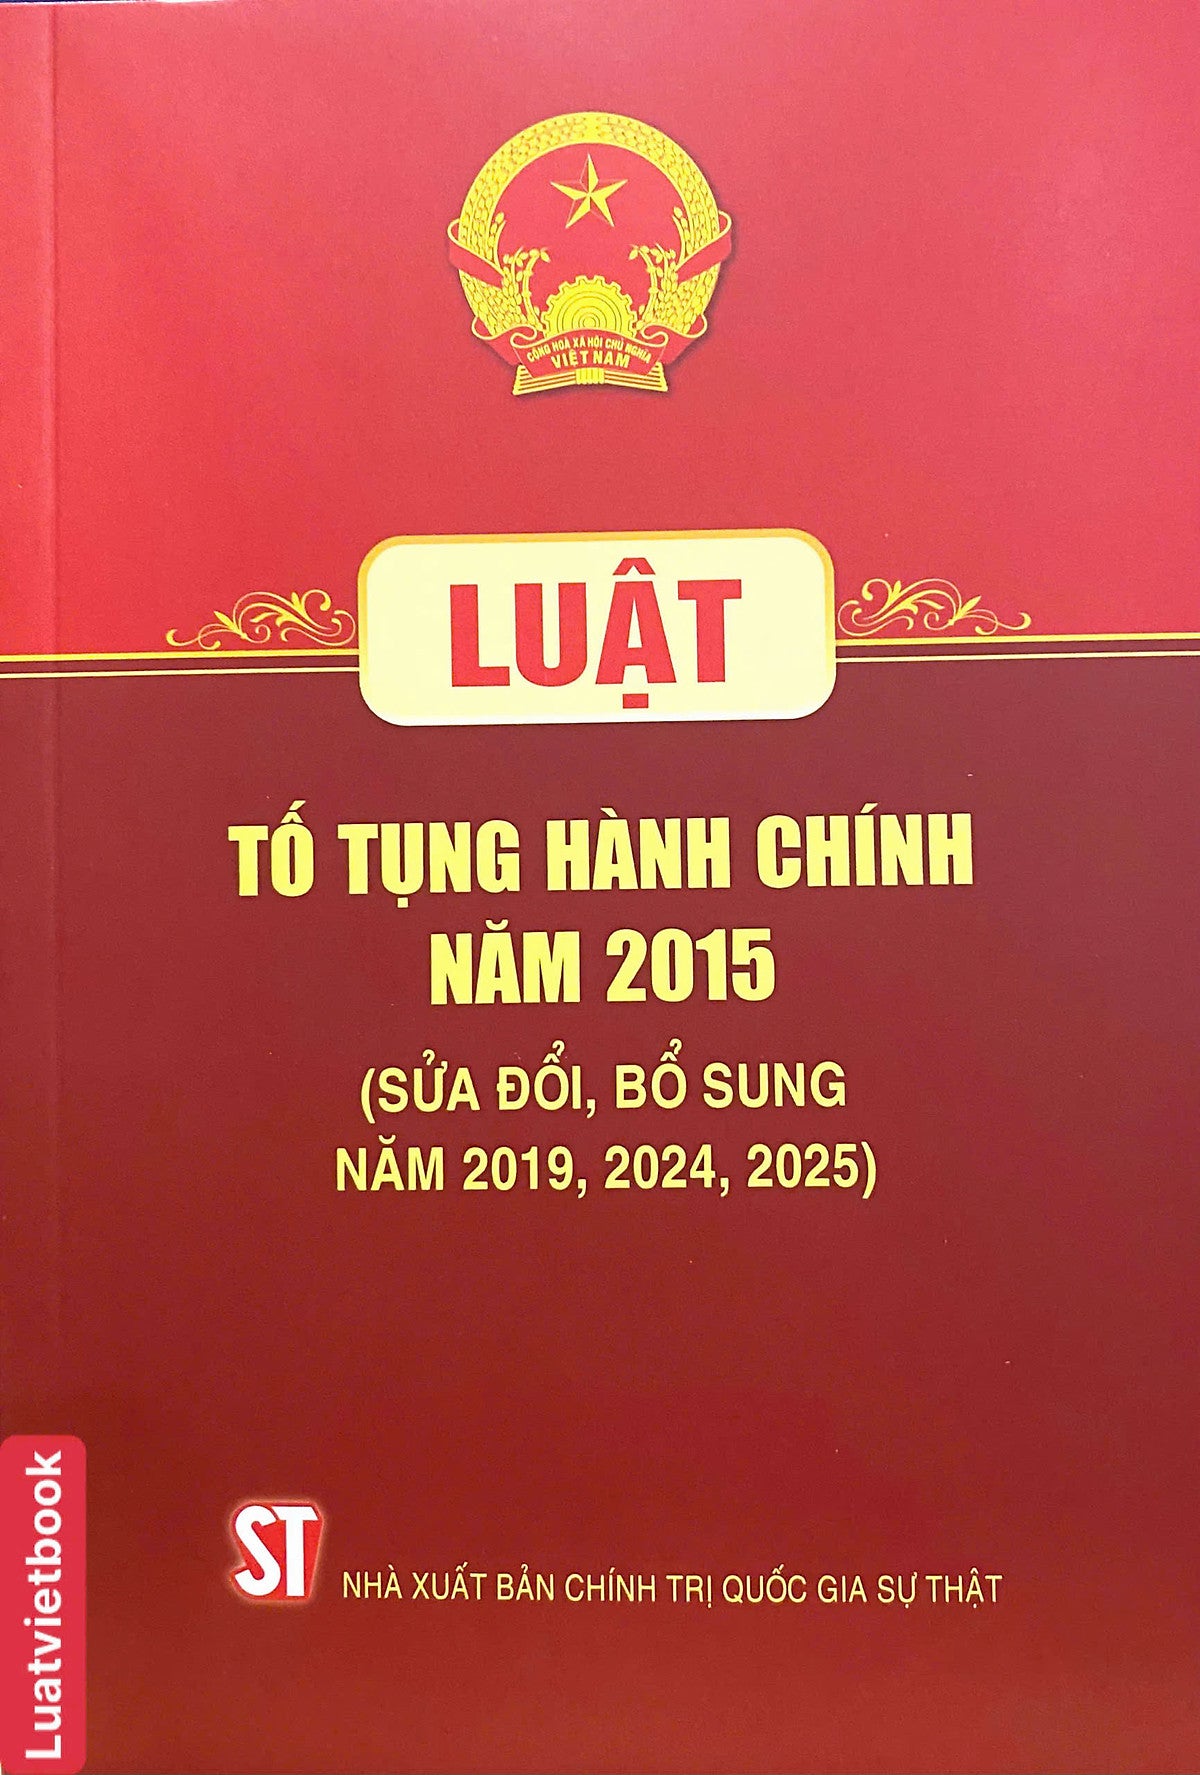 CỘNG HOÀ XÃ HỘI CHỦ NGHĨA
VIỆT NAM
LUẬT
TỐ TỤNG HÀNH CHÍNH
NĂM 2015
(SỬA ĐỔI, BỔ SUNG
NĂM 2019, 2024, 2025)
ST
NHÀ XUẤT BẢN CHÍNH TRỊ QUỐC GIA SỰ THẬT
Luatvietbook